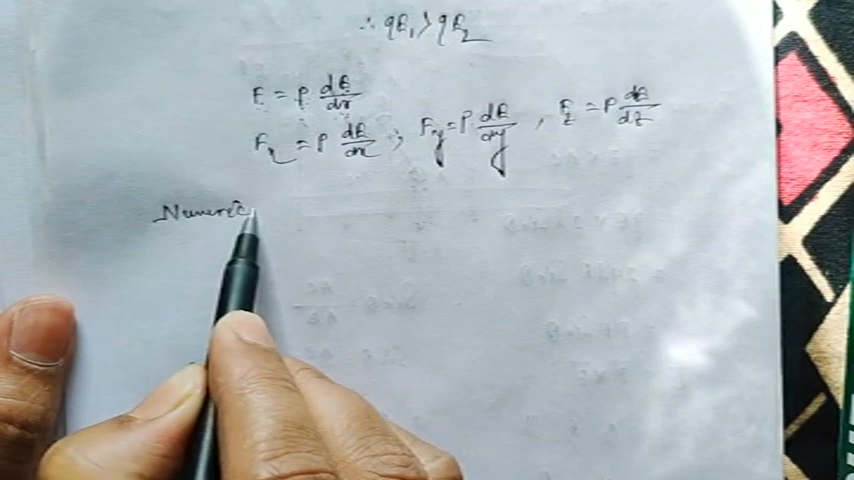 ∴ qE₁ > qE₂
F = P dE/dr
Fx = P dE/dx ; Fy = P dE/dy , Fz = P dE/dz
Numeric